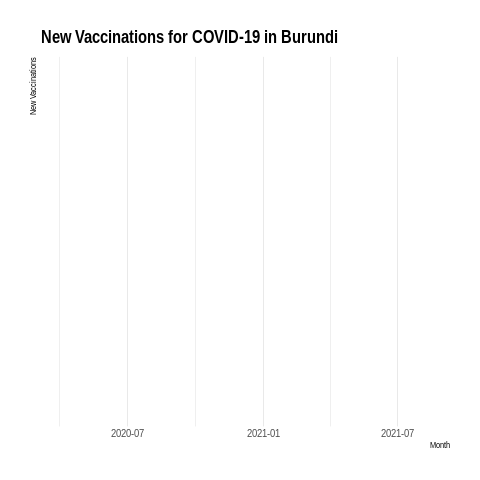 New Vaccinations for COVID-19 in Burundi
New Vaccinations
2020-07
2021-01
2021-07
Month